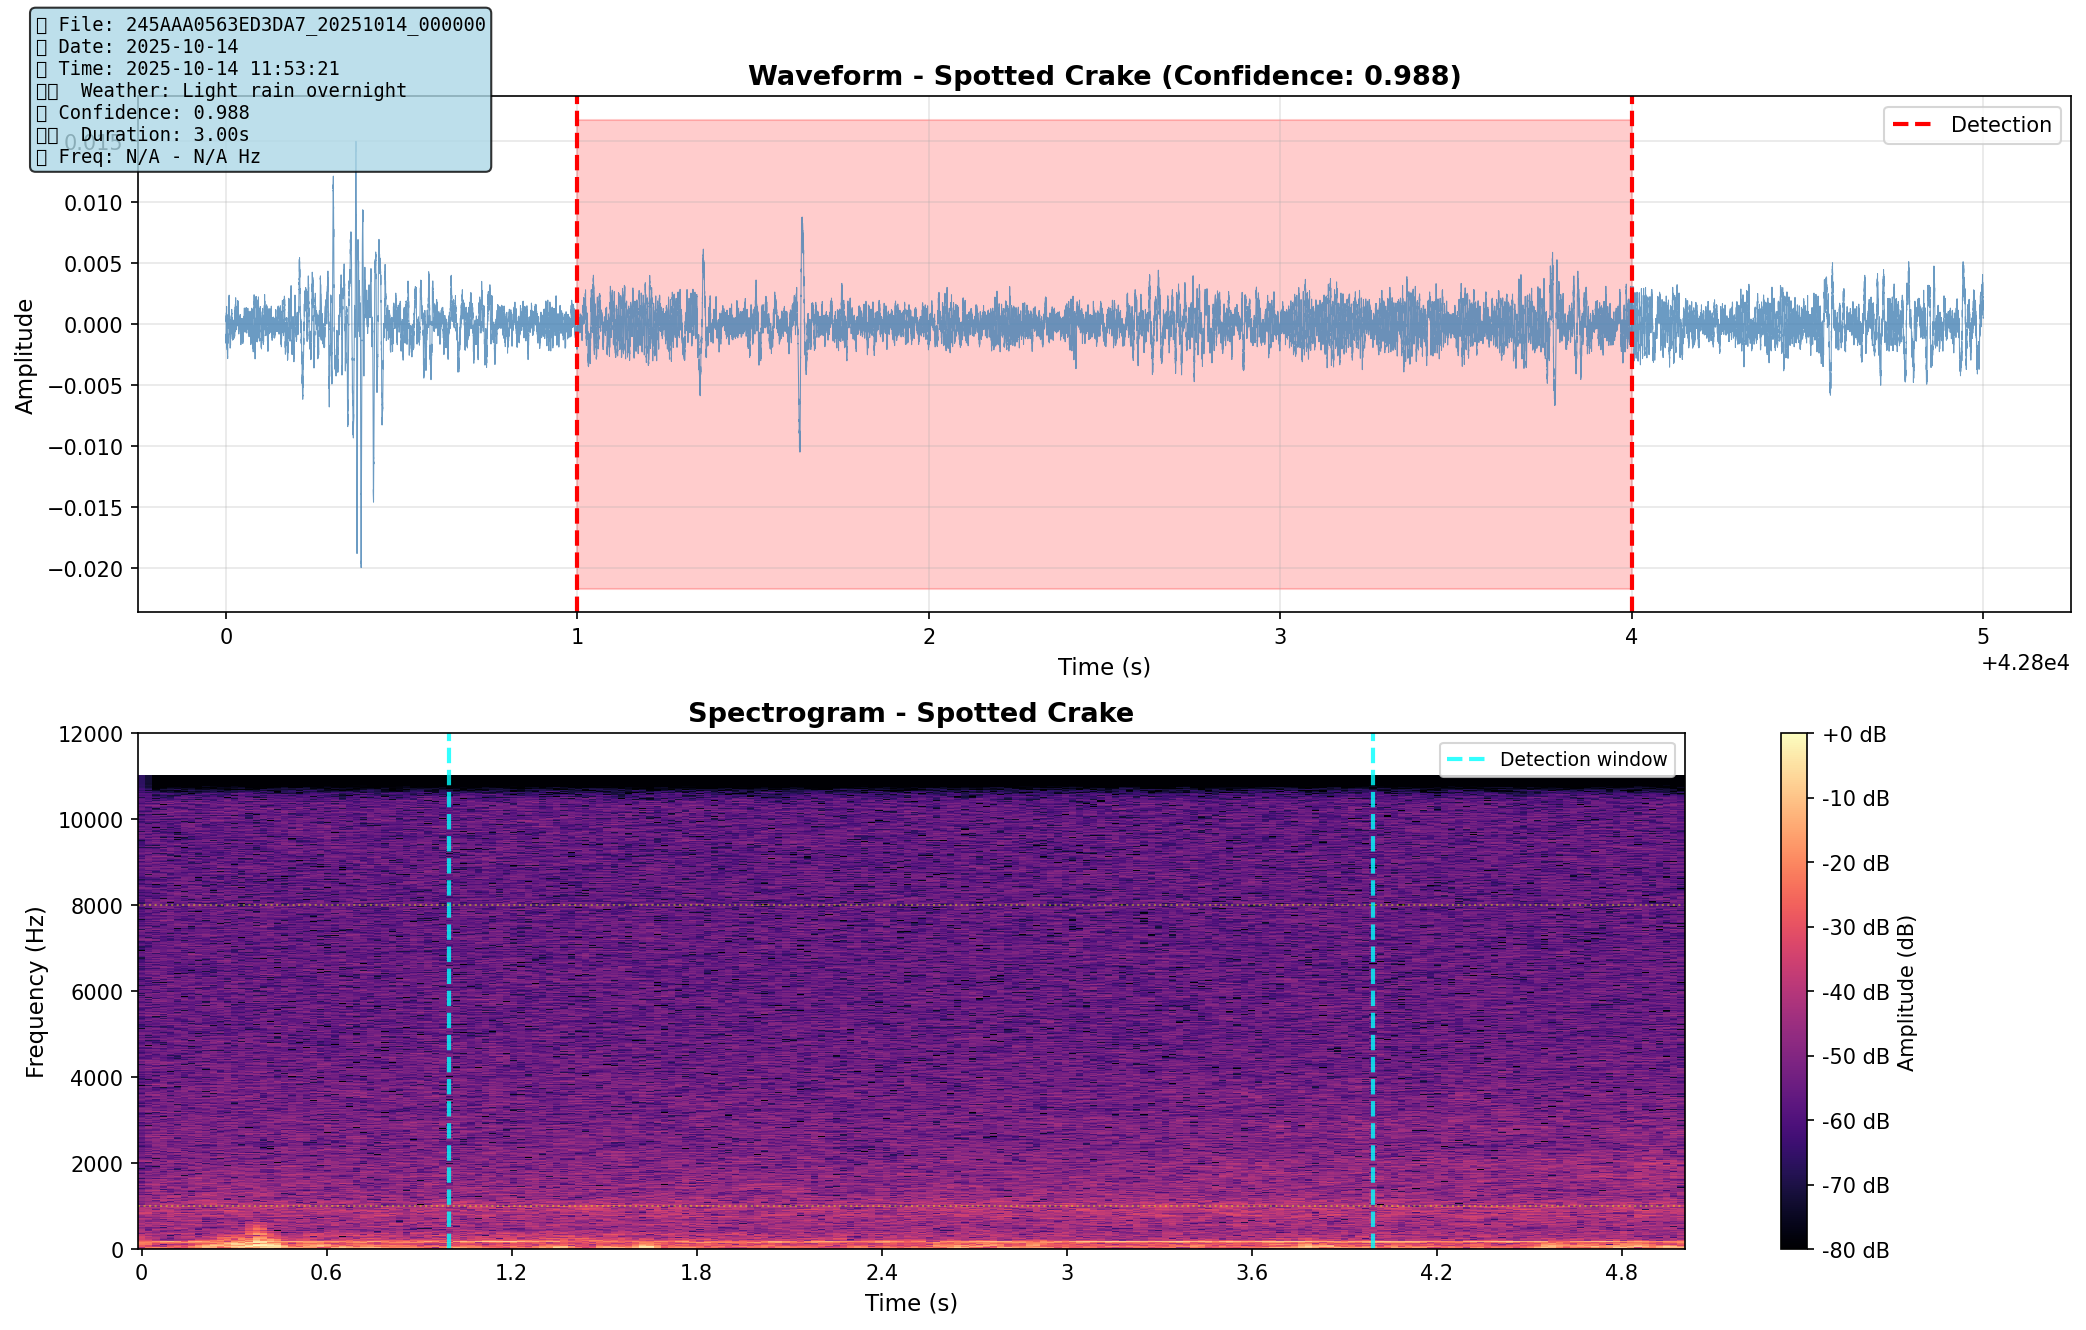 File: 245AAA0563ED3DA7_20251014_000000
Date: 2025-10-14
Time: 2025-10-14 11:53:21
Weather: Light rain overnight
Confidence: 0.988
Duration: 3.00s
Freq: N/A - N/A Hz
Waveform - Spotted Crake (Confidence: 0.988)
Detection
0.015
0.010
0.005
0.000
−0.005
−0.010
−0.015
−0.020
Amplitude
0 1 2 3 4 5
Time (s)
+4.28e4
Spectrogram - Spotted Crake
Detection window
12000
10000
8000
6000
4000
2000
0
Frequency (Hz)
0 0.6 1.2 1.8 2.4 3 3.6 4.2 4.8
Time (s)
+0 dB
-10 dB
-20 dB
-30 dB
-40 dB
-50 dB
-60 dB
-70 dB
-80 dB
Amplitude (dB)